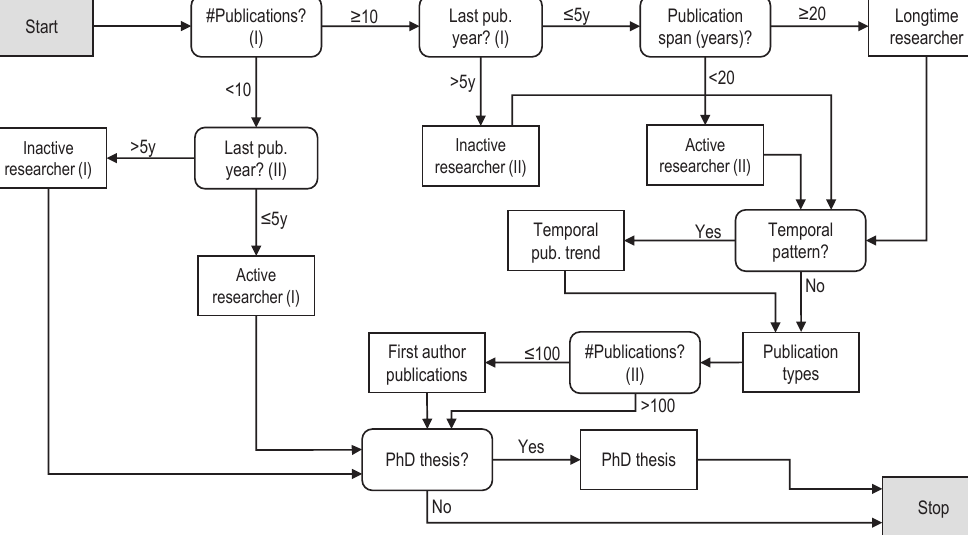 Start
#Publications?
(I)
≥10
Last pub.
year? (I)
≤5y
Publication
span (years)?
≥20
Longtime
researcher
<10
>5y
<20
Inactive
researcher (I)
>5y
Last pub.
year? (II)
Inactive
researcher (II)
Active
researcher (II)
≤5y
Temporal
pub. trend
Yes
Temporal
pattern?
Active
researcher (I)
No
First author
publications
≤100
#Publications?
(II)
Publication
types
>100
PhD thesis?
Yes
PhD thesis
No
Stop